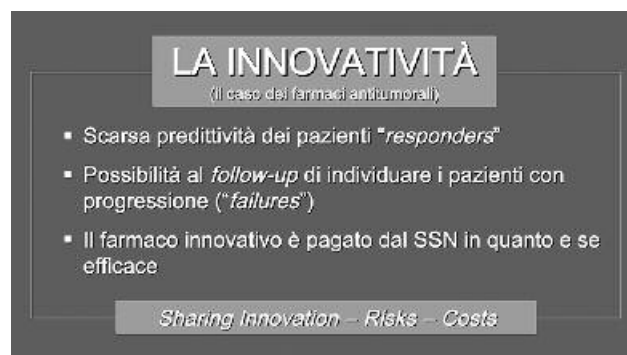 LA INNOVATIVITÀ
(il caso dei farmaci antitumorali)
▪ Scarsa predittività dei pazienti "responders"
▪ Possibilità al follow-up di individuare i pazienti con
progressione ("failures")
▪ Il farmaco innovativo è pagato dal SSN in quanto e se
efficace
Sharing Innovation – Risks – Costs